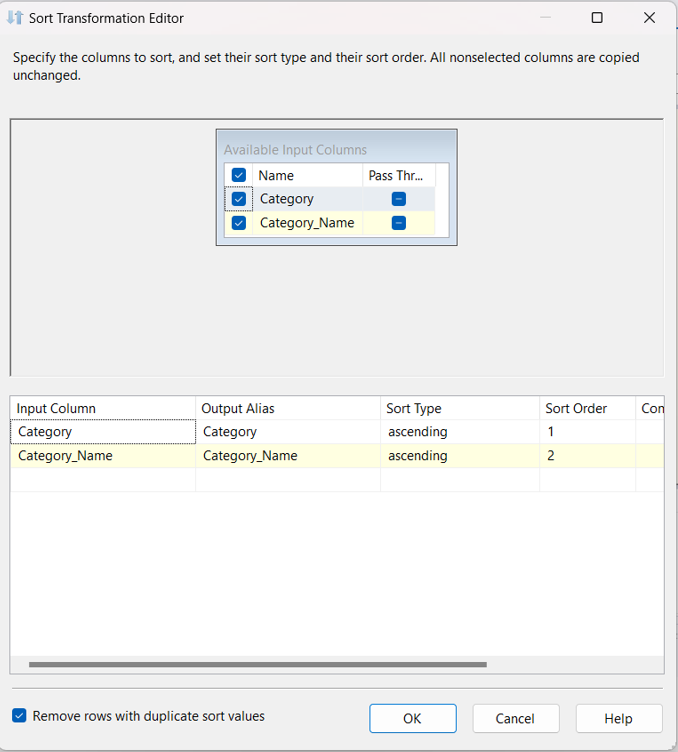 Sort Transformation Editor
Specify the columns to sort, and set their sort type and their sort order. All nonselected columns are copied
unchanged.
Available Input Columns
Name Pass Thr...
Category
Category_Name
Input Column Output Alias Sort Type Sort Order Con
Category Category ascending 1
Category_Name Category_Name ascending 2
Remove rows with duplicate sort values OK Cancel Help